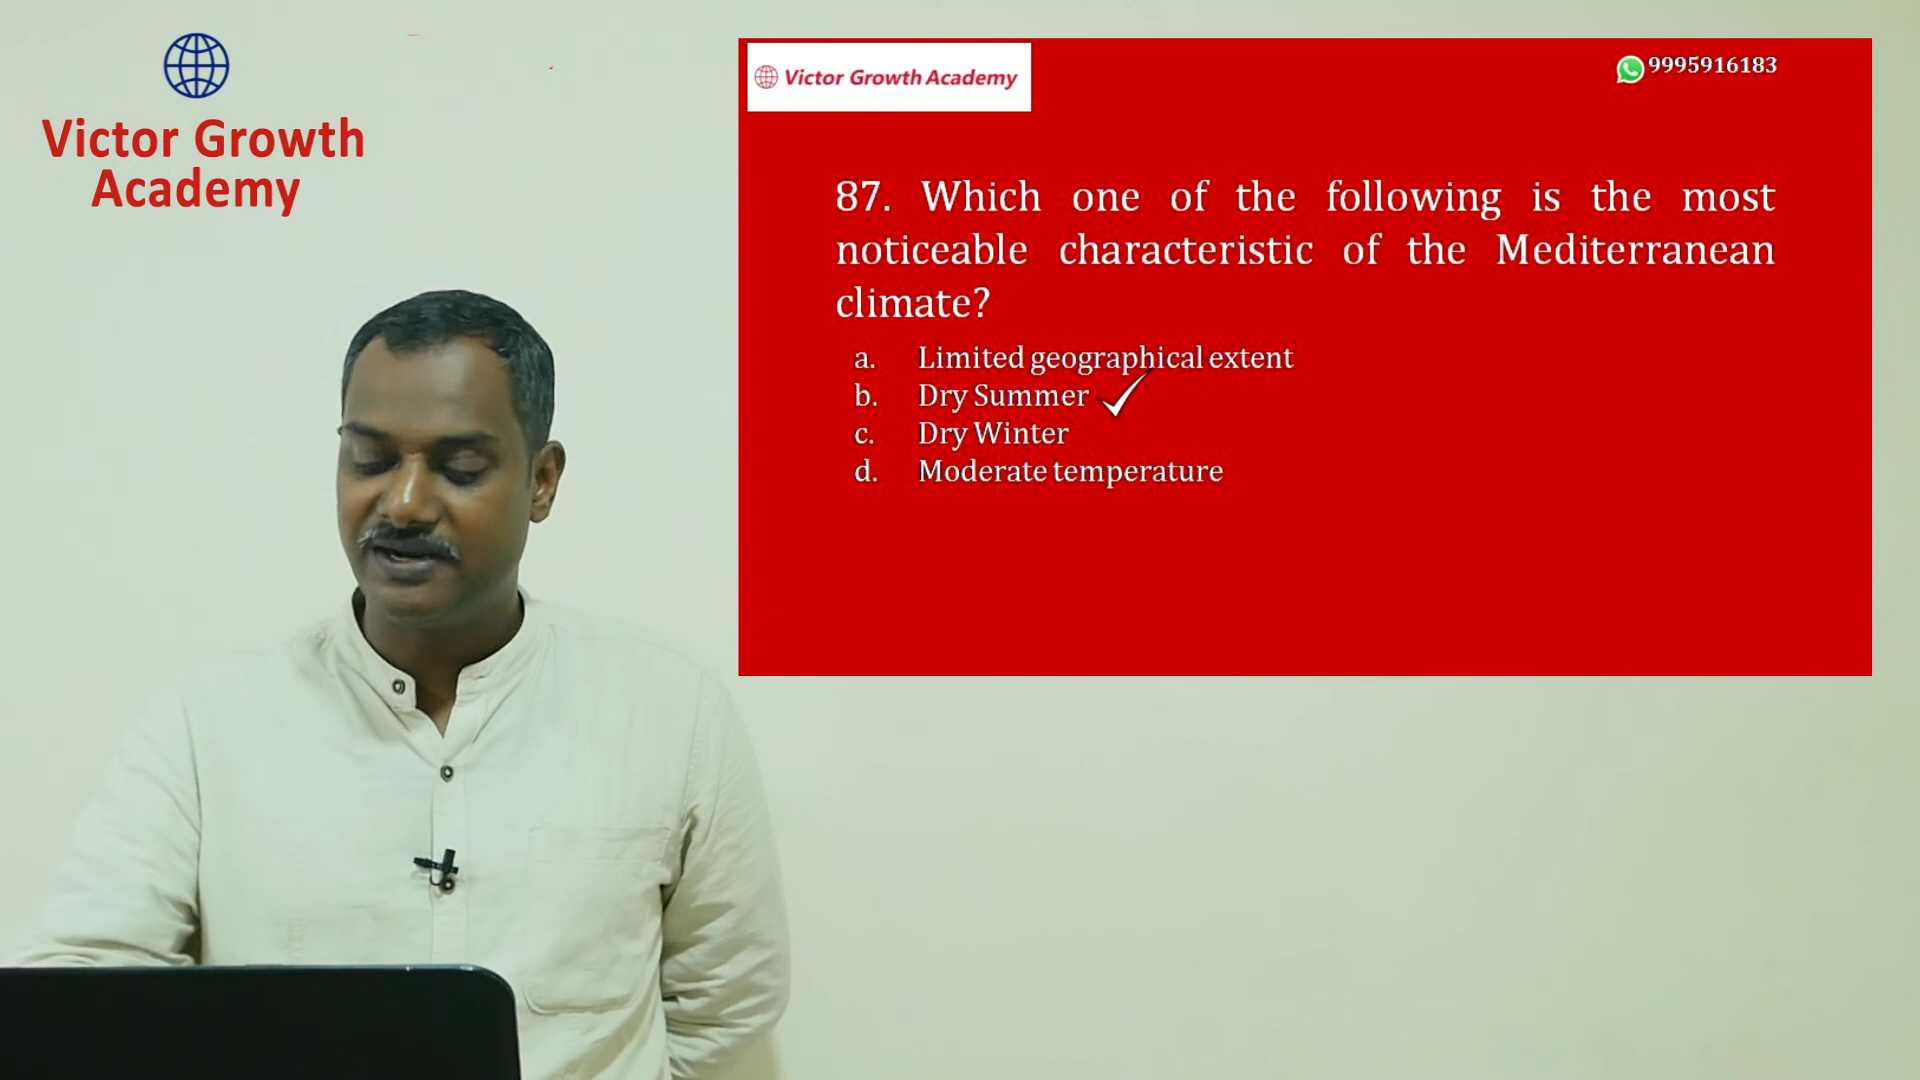 Victor Growth
Academy
Victor Growth Academy
9995916183
87. Which one of the following is the most
noticeable characteristic of the Mediterranean
climate?
a. Limited geographical extent
b. Dry Summer
c. Dry Winter
d. Moderate temperature